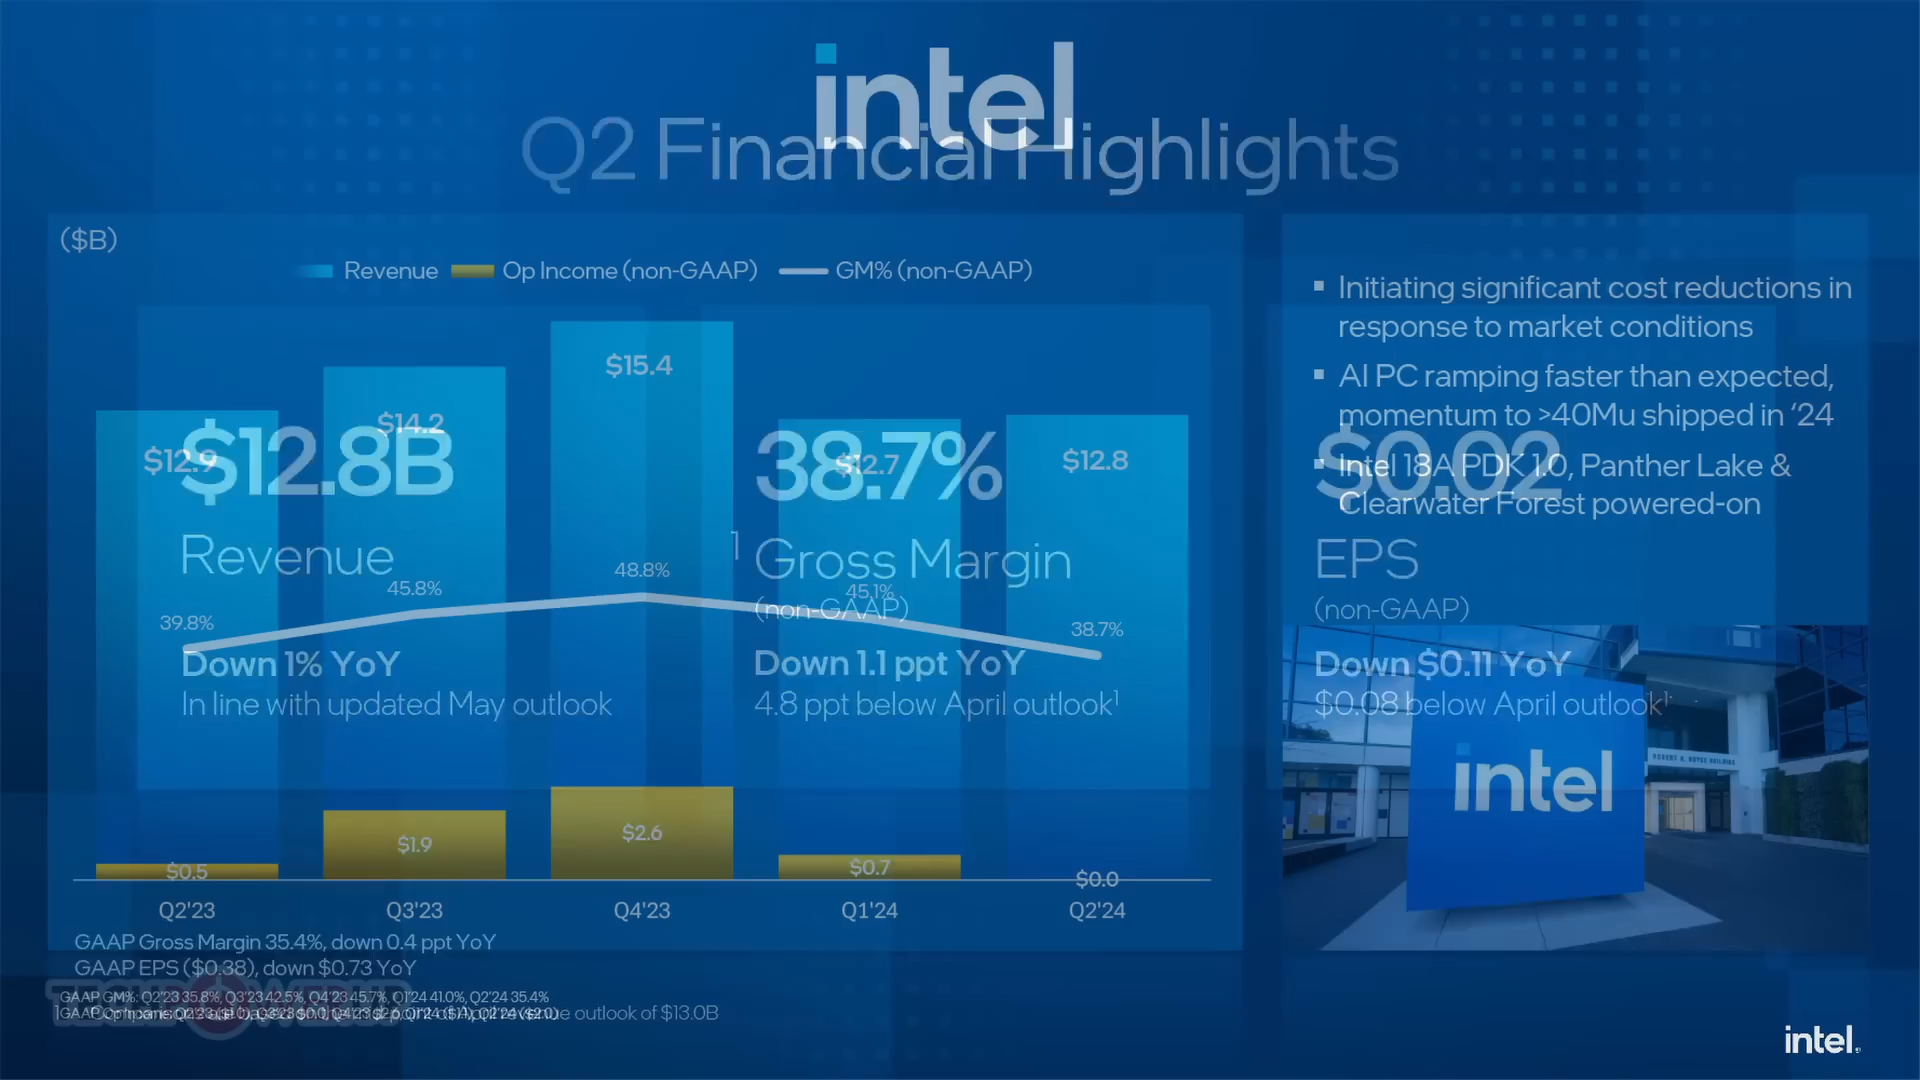 intel
Q2 Financial Highlights
($B)
Revenue
Op Income (non-GAAP)
GM% (non-GAAP)
$12.9
$14.2
$15.4
$12.7
$12.8
39.8%
45.8%
48.8%
45.1%
38.7%
$0.5
$1.9
$2.6
$0.7
$0.0
Q2'23
Q3'23
Q4'23
Q1'24
Q2'24
$12.8B
Revenue
Down 1% YoY
In line with updated May outlook
38.7%
1 Gross Margin
(non-GAAP)
Down 1.1 ppt YoY
4.8 ppt below April outlook1
$0.02
EPS
(non-GAAP)
Down $0.11 YoY
$0.08 below April outlook1
Initiating significant cost reductions in
response to market conditions
AI PC ramping faster than expected,
momentum to >40Mu shipped in ‘24
Intel 18A PDK 1.0, Panther Lake &
Clearwater Forest powered-on
ROBERT N. NOYCE BUILDING
intel
GAAP Gross Margin 35.4%, down 0.4 ppt YoY
GAAP EPS ($0.38), down $0.73 YoY
GAAP GM%: Q2'23 35.8%, Q3'23 42.5%, Q4'23 45.7%, Q1'24 41.0%, Q2'24 35.4%
outlook of $13.0B
TECHPOWERUP
intel.